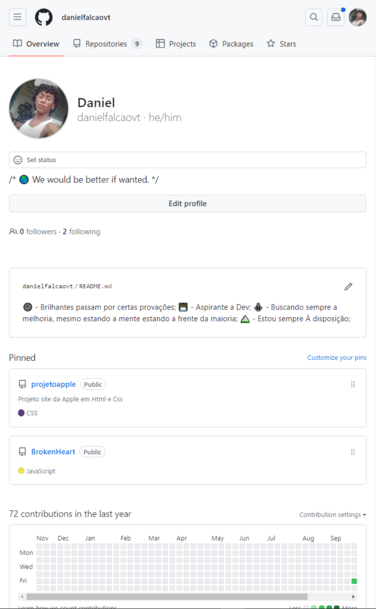 danielfalcaovt
Overview
Repositories 9
Projects
Packages
Stars
Daniel
danielfalcaovt · he/him
Set status
/* 🌎 We would be better if wanted. */
Edit profile
0 followers · 2 following
danielfalcaovt / README.md
- Brilhantes passam por certas provações; - Aspirante a Dev; - Buscando sempre a
melhoria, mesmo estando a mente estando a frente da maioria; - Estou sempre À disposição;
Pinned
Customize your pins
projetoapple Public
Projeto site da Apple em Html e Css
CSS
BrokenHeart Public
JavaScript
72 contributions in the last year
Contribution settings
Nov Dec Jan Feb Mar Apr May Jun Jul Aug Sep
Mon
Wed
Fri
Learn how we count contributions
Less More